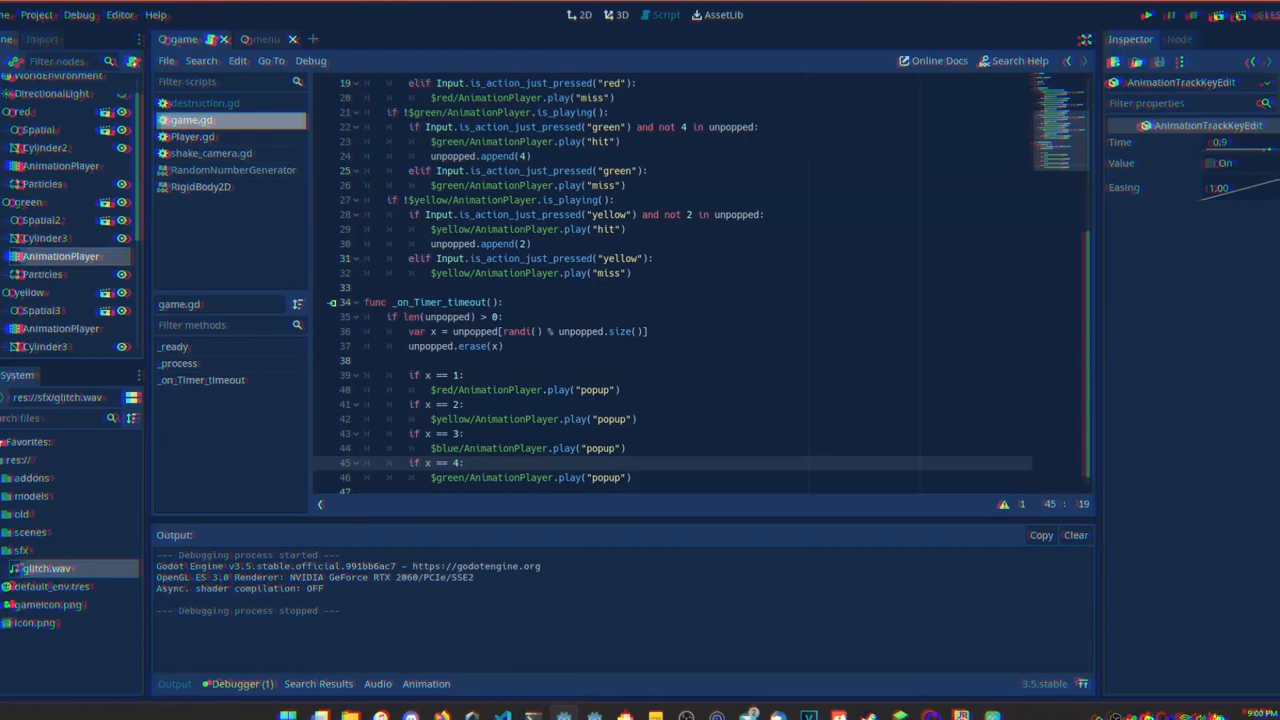 ne Project Debug Editor Help
2D 3D Script AssetLib
ne Import
game menu
Inspector Node
Filter nodes
File Search Edit Go To Debug
Online Docs Search Help
WorldEnvironment
DirectionalLight
red
Spatial
Cylinder2
AnimationPlayer
Particles
green
Spatial2
Cylinder3
AnimationPlayer
Particles
yellow
Spatial3
AnimationPlayer
Cylinder3
System
res://sfx/glitch.wav
rch files
Favorites:
res://
addons
models
old
scenes
sfx
glitch.wav
default_env.tres
gameicon.png
icon.png
Filter scripts
destruction.gd
game.gd
Player.gd
shake_camera.gd
RandomNumberGenerator
RigidBody2D
game.gd
Filter methods
_ready
_process
_on_Timer_timeout
19 elif Input.is_action_just_pressed("red"):
20 $red/AnimationPlayer.play("miss")
21 if !$green/AnimationPlayer.is_playing():
22 if Input.is_action_just_pressed("green") and not 4 in unpopped:
23 $green/AnimationPlayer.play("hit")
24 unpopped.append(4)
25 elif Input.is_action_just_pressed("green"):
26 $green/AnimationPlayer.play("miss")
27 if !$yellow/AnimationPlayer.is_playing():
28 if Input.is_action_just_pressed("yellow") and not 2 in unpopped:
29 $yellow/AnimationPlayer.play("hit")
30 unpopped.append(2)
31 elif Input.is_action_just_pressed("yellow"):
32 $yellow/AnimationPlayer.play("miss")
33
34 func _on_Timer_timeout():
35 if len(unpopped) > 0:
36 var x = unpopped[randi() % unpopped.size()]
37 unpopped.erase(x)
38
39 if x == 1:
40 $red/AnimationPlayer.play("popup")
41 if x == 2:
42 $yellow/AnimationPlayer.play("popup")
43 if x == 3:
44 $blue/AnimationPlayer.play("popup")
45 if x == 4:
46 $green/AnimationPlayer.play("popup")
47
1 45 : 19
AnimationTrackKeyEdit
Filter properties
AnimationTrackKeyEdit
Time 0.9
Value On
Easing 1.00
Output: Copy Clear
--- Debugging process started ---
Godot Engine v3.5.stable.official.991bb6ac7 - https://godotengine.org
OpenGL ES 3.0 Renderer: NVIDIA GeForce RTX 2060/PCIe/SSE2
Async. shader compilation: OFF
--- Debugging process stopped ---
Output Debugger (1) Search Results Audio Animation
3.5.stable
9:00 PM